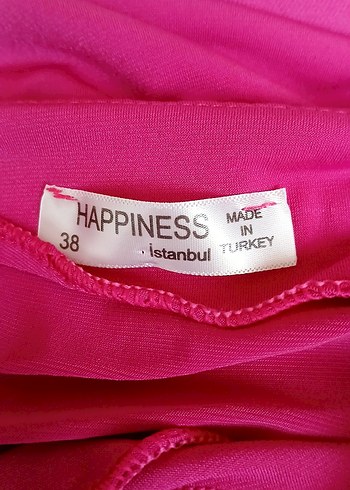 HAPPINESS
istanbul
38
MADE
IN
TURKEY